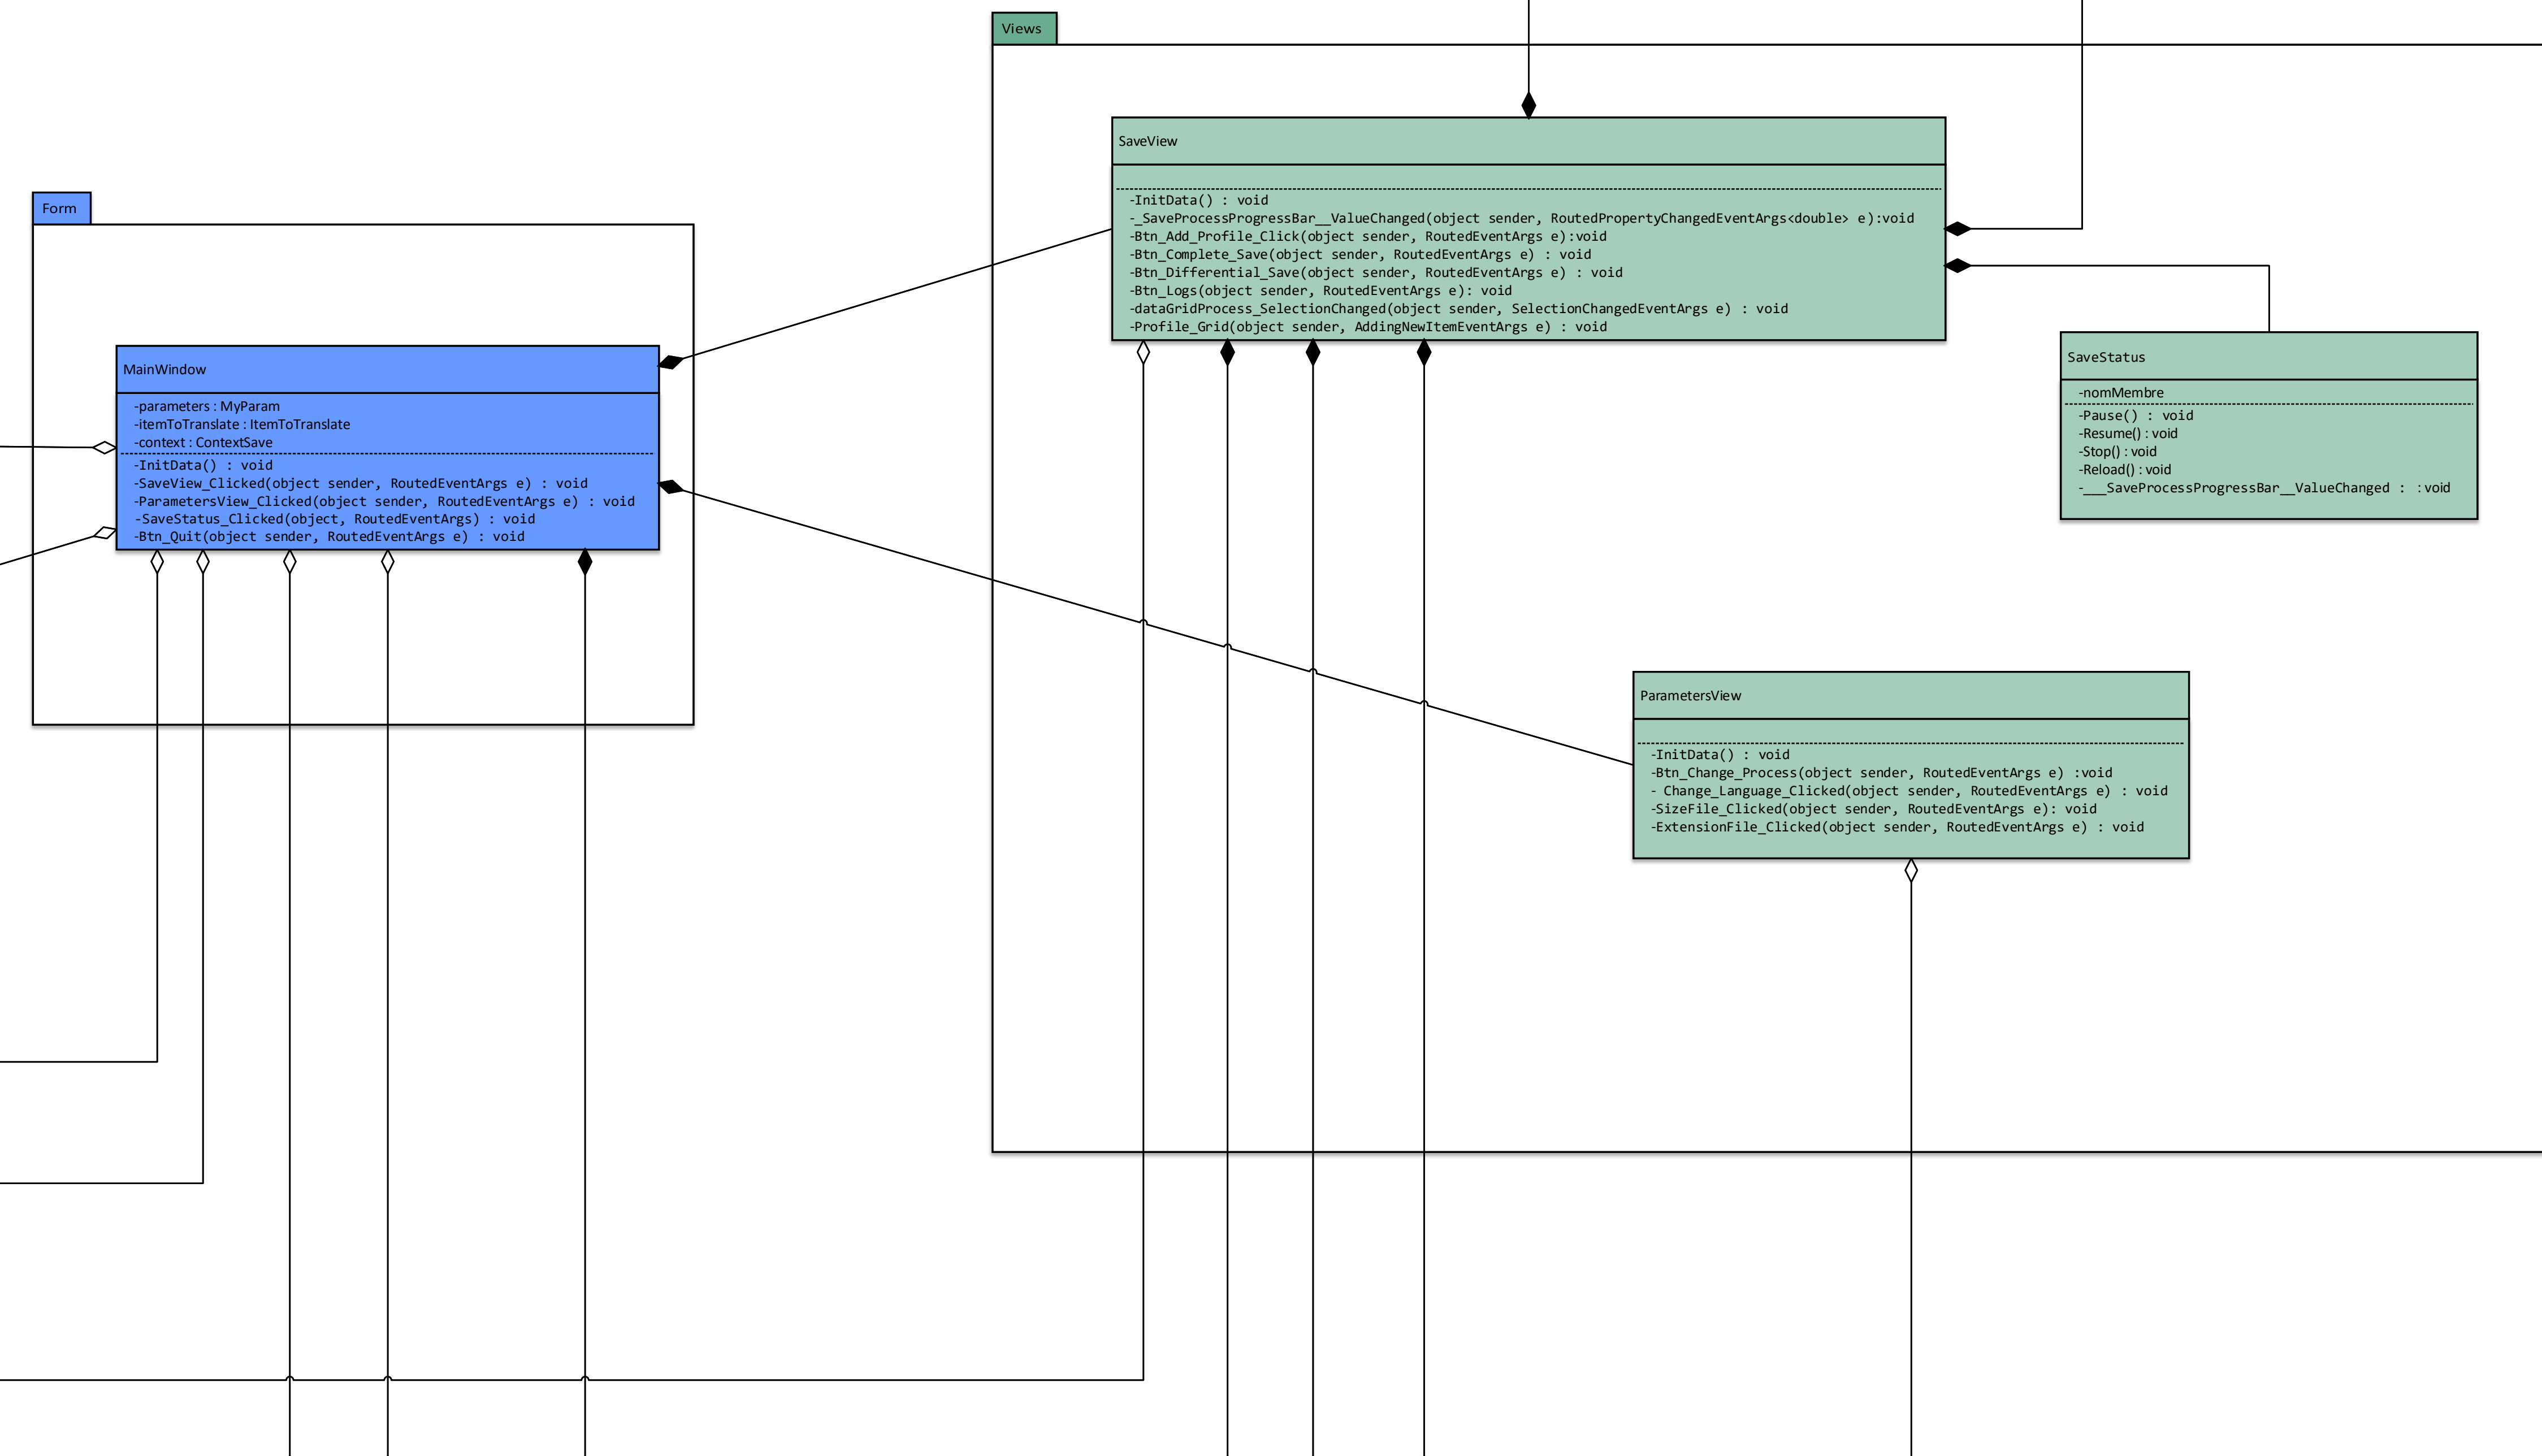 Views
SaveView
-InitData() : void
-_SaveProcessProgressBar__ValueChanged(object sender, RoutedPropertyChangedEventArgs<double> e):void
-Btn_Add_Profile_Click(object sender, RoutedEventArgs e):void
-Btn_Complete_Save(object sender, RoutedEventArgs e) : void
-Btn_Differential_Save(object sender, RoutedEventArgs e) : void
-Btn_Logs(object sender, RoutedEventArgs e): void
-dataGridProcess_SelectionChanged(object sender, SelectionChangedEventArgs e) : void
-Profile_Grid(object sender, AddingNewItemEventArgs e) : void
Form
MainWindow
-parameters : MyParam
-itemToTranslate : ItemToTranslate
-context : ContextSave
-InitData() : void
-SaveView_Clicked(object sender, RoutedEventArgs e) : void
-ParametersView_Clicked(object sender, RoutedEventArgs e) : void
-SaveStatus_Clicked(object, RoutedEventArgs) : void
-Btn_Quit(object sender, RoutedEventArgs e) : void
SaveStatus
-nomMembre
-Pause() : void
-Resume() : void
-Stop() : void
-Reload() : void
-___SaveProcessProgressBar__ValueChanged : : void
ParametersView
-InitData() : void
-Btn_Change_Process(object sender, RoutedEventArgs e) :void
- Change_Language_Clicked(object sender, RoutedEventArgs e) : void
-SizeFile_Clicked(object sender, RoutedEventArgs e): void
-ExtensionFile_Clicked(object sender, RoutedEventArgs e) : void